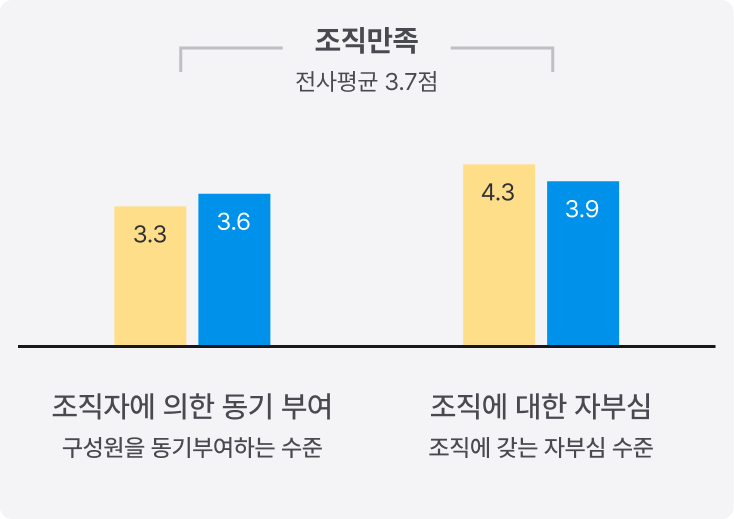 조직만족
전사평균 3.7점
3.3
3.6
4.3
3.9
조직자에 의한 동기 부여
구성원을 동기부여하는 수준
조직에 대한 자부심
조직에 갖는 자부심 수준